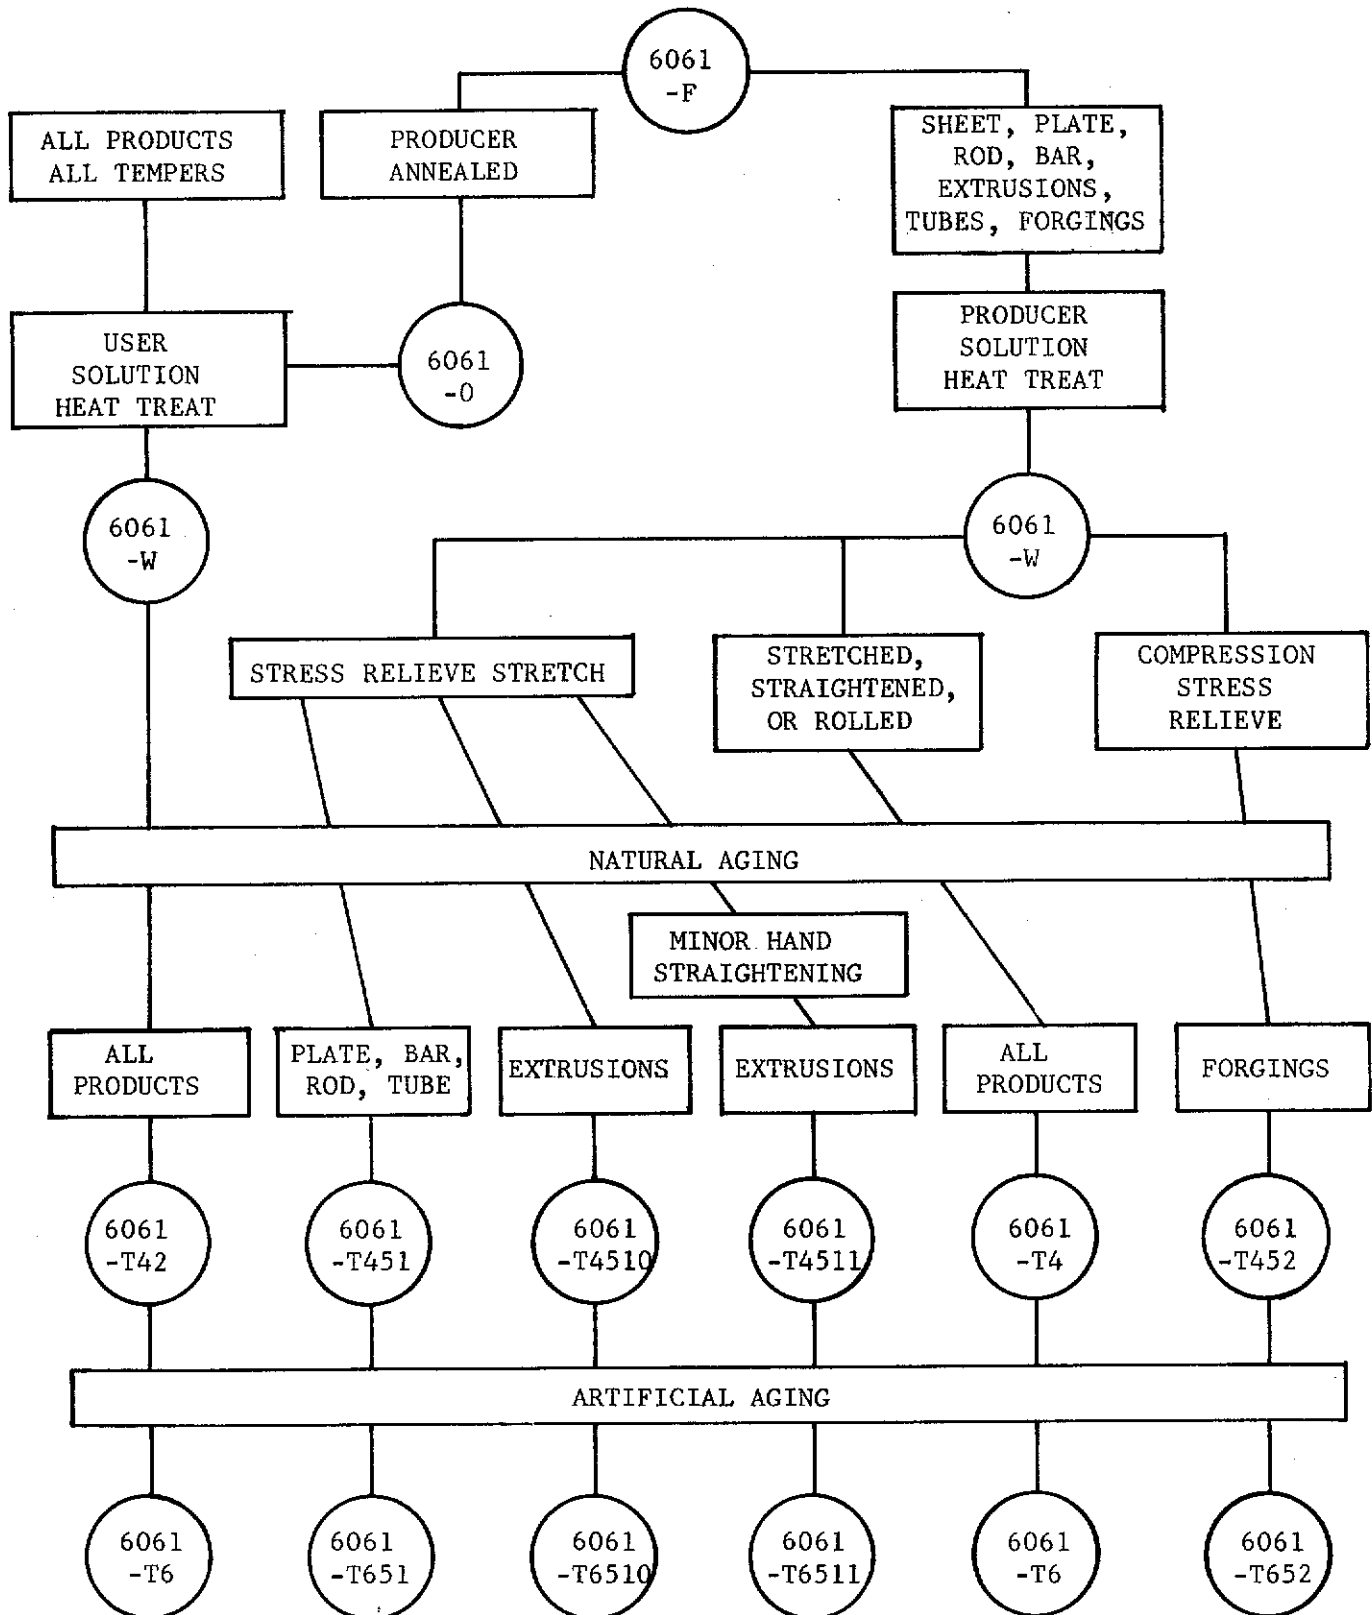 6061
-F
ALL PRODUCTS
ALL TEMPERS
PRODUCER
ANNEALED
SHEET, PLATE,
ROD, BAR,
EXTRUSIONS,
TUBES, FORGINGS
USER
SOLUTION
HEAT TREAT
6061
-0
PRODUCER
SOLUTION
HEAT TREAT
6061
-W
6061
-W
STRESS RELIEVE STRETCH
STRETCHED,
STRAIGHTENED,
OR ROLLED
COMPRESSION
STRESS
RELIEVE
NATURAL AGING
MINOR HAND
STRAIGHTENING
ALL
PRODUCTS
PLATE, BAR,
ROD, TUBE
EXTRUSIONS
EXTRUSIONS
ALL
PRODUCTS
FORGINGS
6061
-T42
6061
-T451
6061
-T4510
6061
-T4511
6061
-T4
6061
-T452
ARTIFICIAL AGING
6061
-T6
6061
-T651
6061
-T6510
6061
-T6511
6061
-T6
6061
-T652